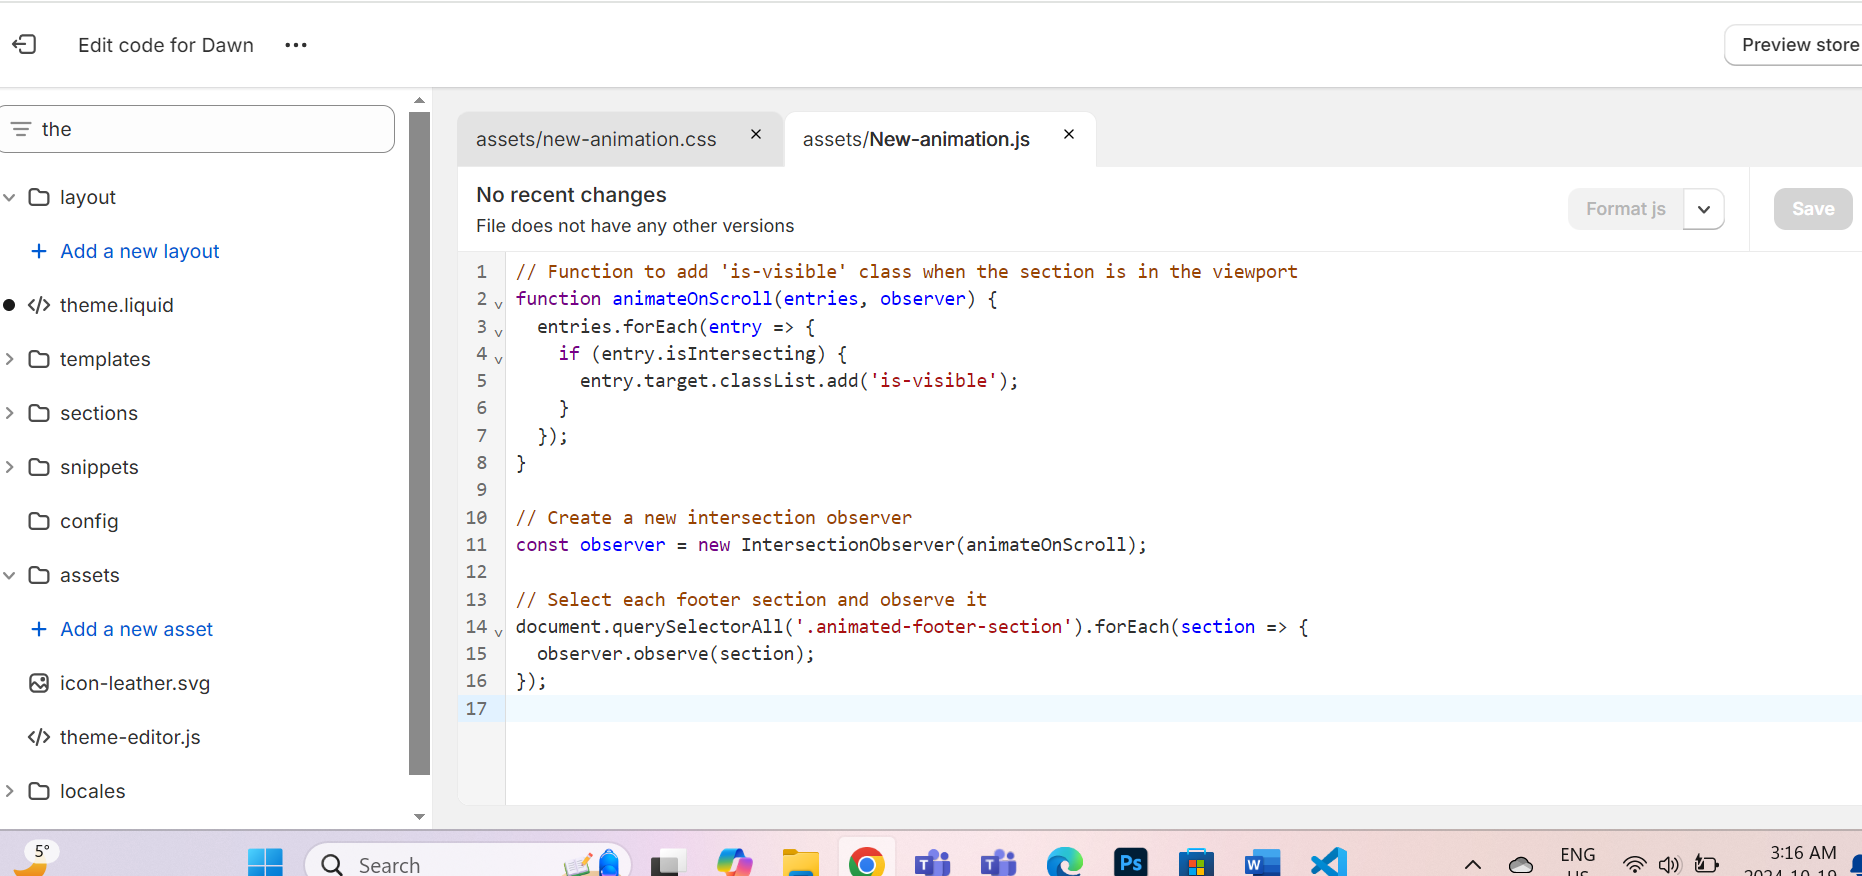 Edit code for Dawn
Preview store
the
layout
Add a new layout
theme.liquid
templates
sections
snippets
config
assets
Add a new asset
icon-leather.svg
theme-editor.js
locales
assets/new-animation.css
assets/New-animation.js
No recent changes
File does not have any other versions
Format js
Save
1 // Function to add 'is-visible' class when the section is in the viewport
2 function animateOnScroll(entries, observer) {
3   entries.forEach(entry => {
4     if (entry.isIntersecting) {
5       entry.target.classList.add('is-visible');
6     }
7   });
8 }
9
10 // Create a new intersection observer
11 const observer = new IntersectionObserver(animateOnScroll);
12
13 // Select each footer section and observe it
14 document.querySelectorAll('.animated-footer-section').forEach(section => {
15   observer.observe(section);
16 });
17
5°
Search
Ps
ENG
US
3:16 AM
2024-10-19